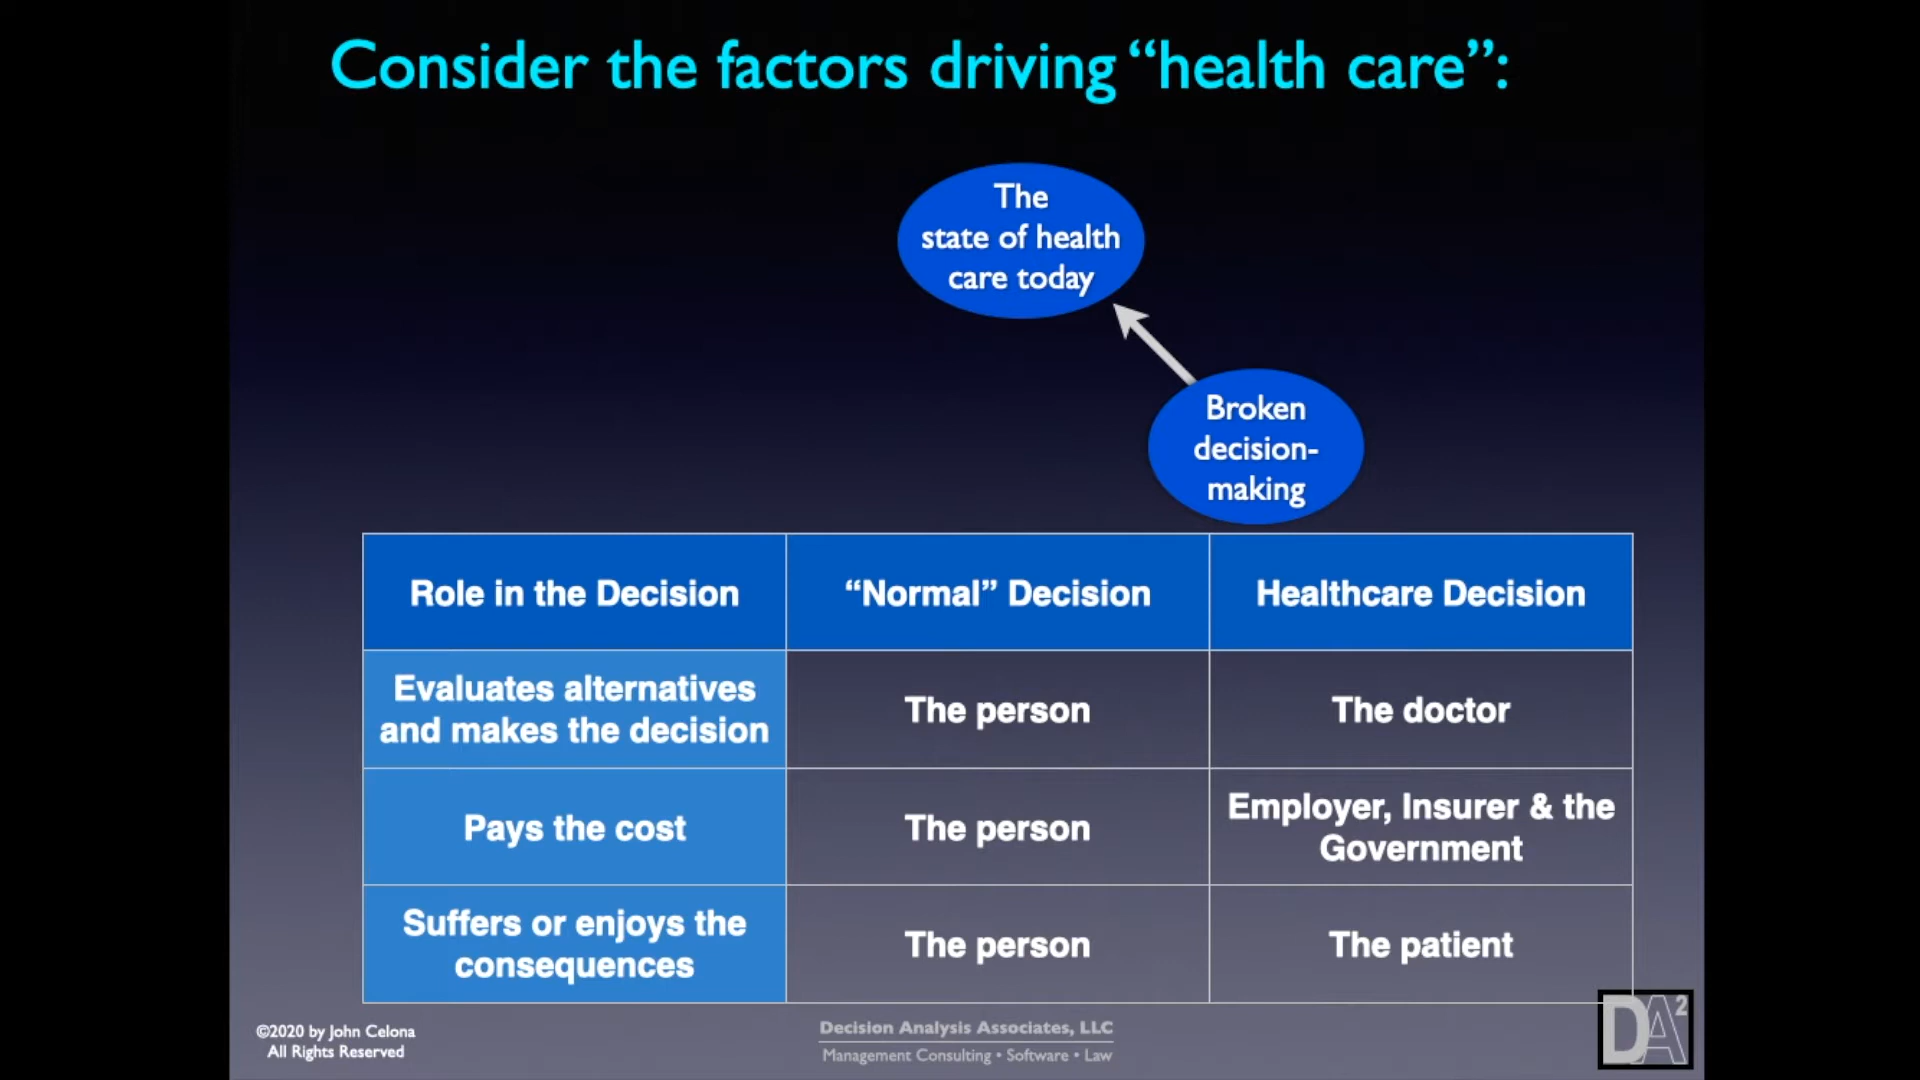 Consider the factors driving “health care”:
The
state of health
care today
Broken
decision-
making
Role in the Decision
“Normal” Decision
Healthcare Decision
Evaluates alternatives
and makes the decision
The person
The doctor
Pays the cost
The person
Employer, Insurer & the
Government
Suffers or enjoys the
consequences
The person
The patient
©2020 by John Celona
All Rights Reserved
Decision Analysis Associates, LLC
Management Consulting • Software • Law
DA2